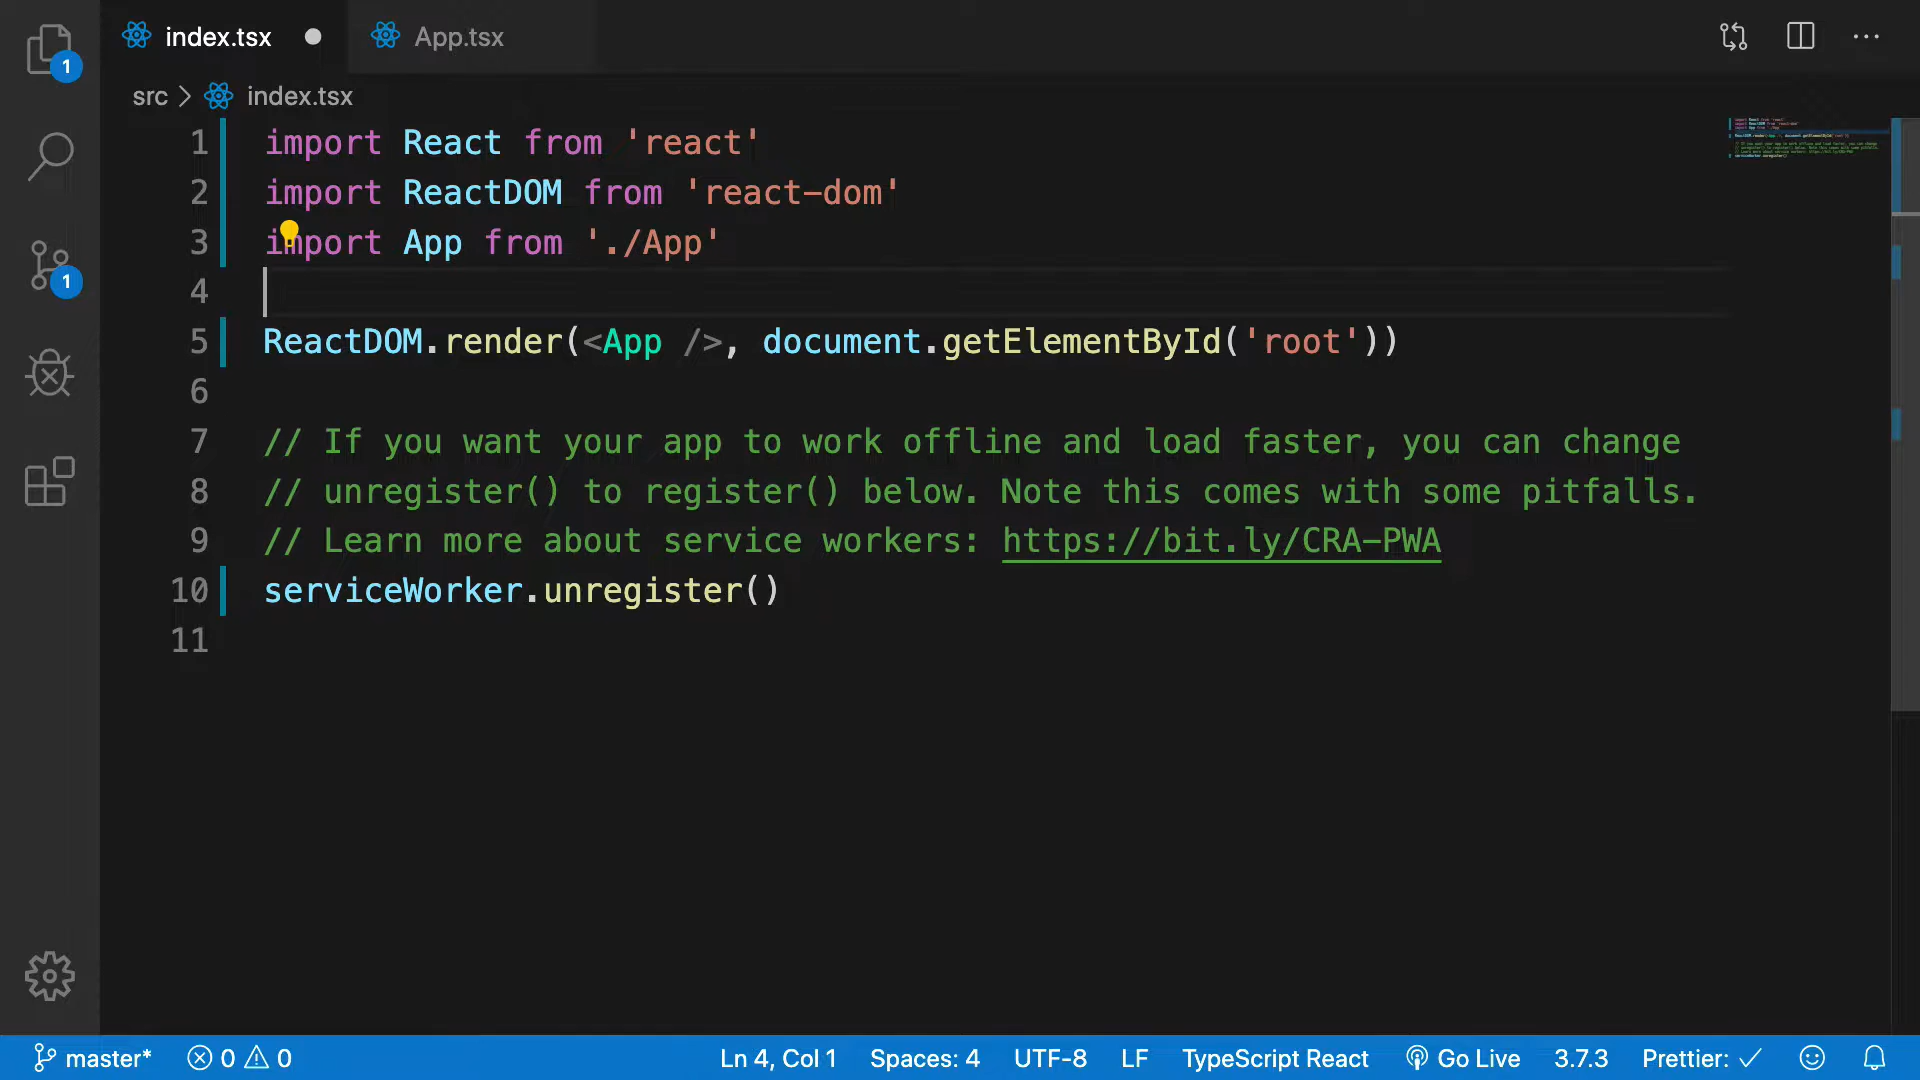 index.tsx
App.tsx
src > index.tsx
1
1 import React from 'react'
2 import ReactDOM from 'react-dom'
3 import App from './App'
4
5 ReactDOM.render(<App />, document.getElementById('root'))
6
7 // If you want your app to work offline and load faster, you can change
8 // unregister() to register() below. Note this comes with some pitfalls.
9 // Learn more about service workers: https://bit.ly/CRA-PWA
10 serviceWorker.unregister()
11
1
master* 0 0 Ln 4, Col 1 Spaces: 4 UTF-8 LF TypeScript React Go Live 3.7.3 Prettier: ✓